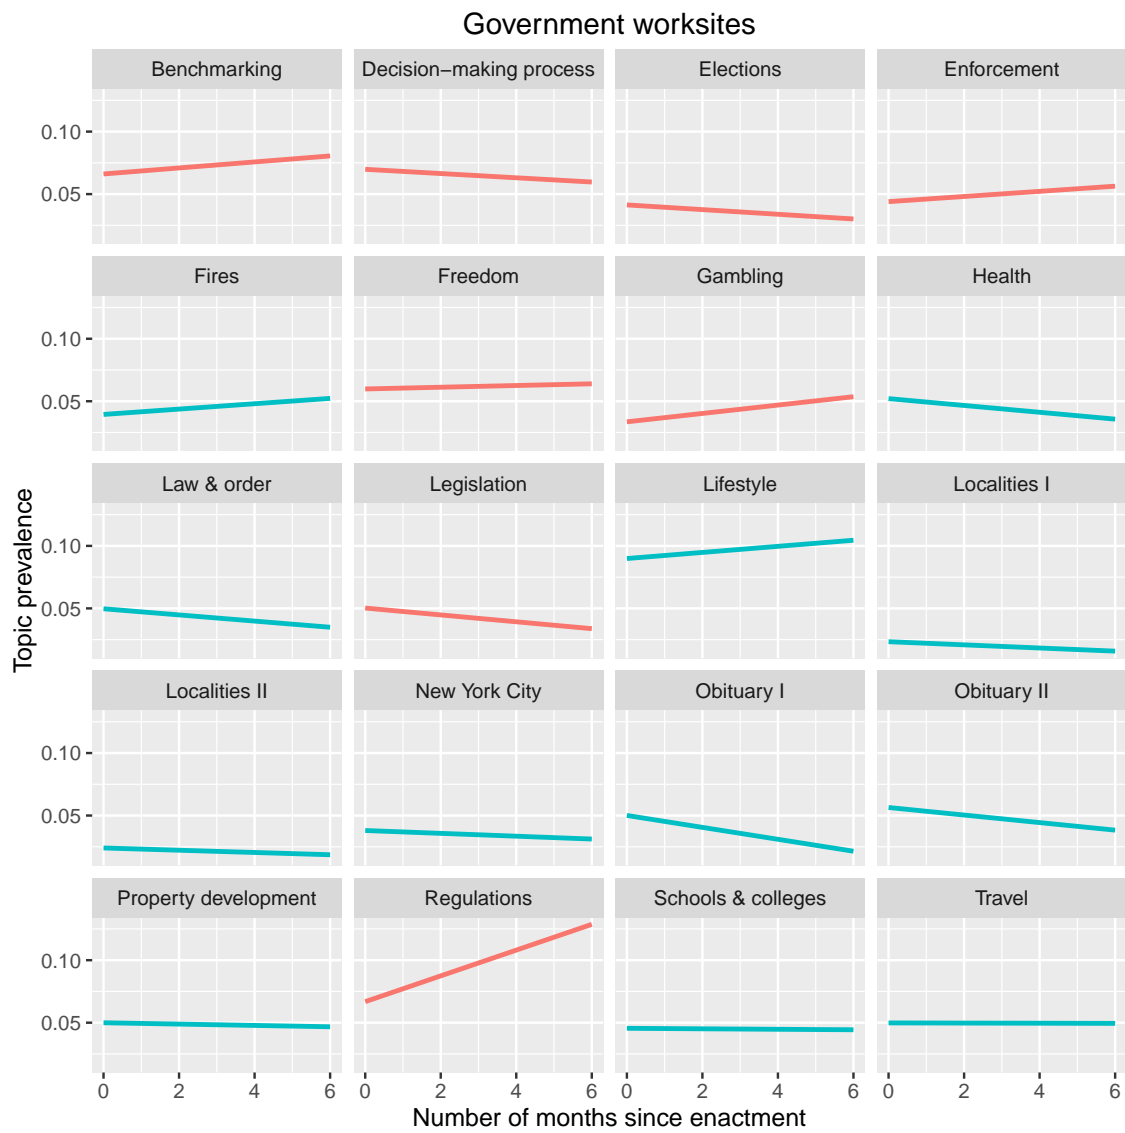 Government worksites
Benchmarking
Decision−making process
Elections
Enforcement
0.10
0.05
Fires
Freedom
Gambling
Health
0.10
0.05
Law & order
Legislation
Lifestyle
Localities I
0.10
0.05
Localities II
New York City
Obituary I
Obituary II
0.10
0.05
Property development
Regulations
Schools & colleges
Travel
0.10
0.05
0 2 4 6
0 2 4 6
0 2 4 6
0 2 4 6
Number of months since enactment
Topic prevalence